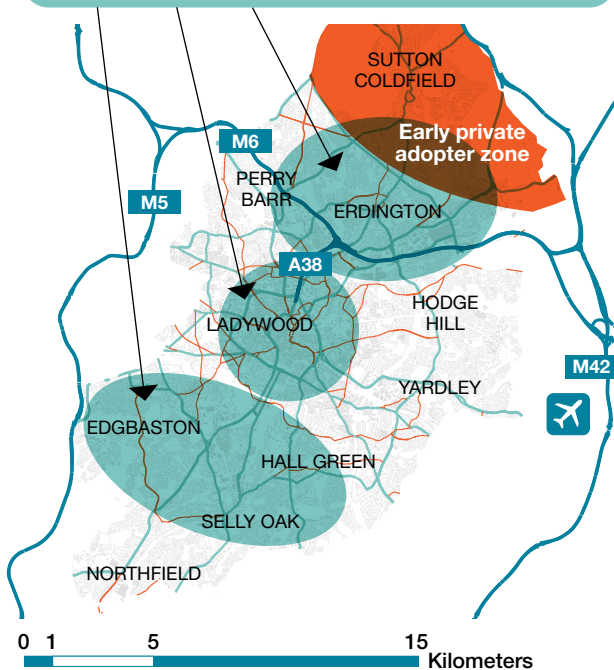 SUTTON
COLDFIELD
Early private
adopter zone
M6
PERRY
BARR
M5
ERDINGTON
A38
HODGE
HILL
LADYWOOD
M42
YARDLEY
EDGBASTON
HALL GREEN
SELLY OAK
NORTHFIELD
0 1 5 15
Kilometers